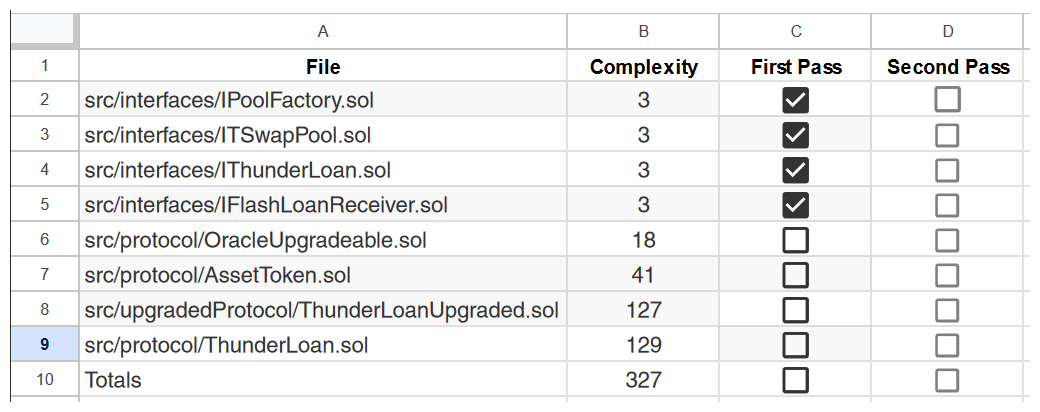 A B C D
1 File Complexity First Pass Second Pass
2 src/interfaces/IPoolFactory.sol 3
3 src/interfaces/ITSwapPool.sol 3
4 src/interfaces/IThunderLoan.sol 3
5 src/interfaces/IFlashLoanReceiver.sol 3
6 src/protocol/OracleUpgradeable.sol 18
7 src/protocol/AssetToken.sol 41
8 src/upgradedProtocol/ThunderLoanUpgraded.sol 127
9 src/protocol/ThunderLoan.sol 129
10 Totals 327